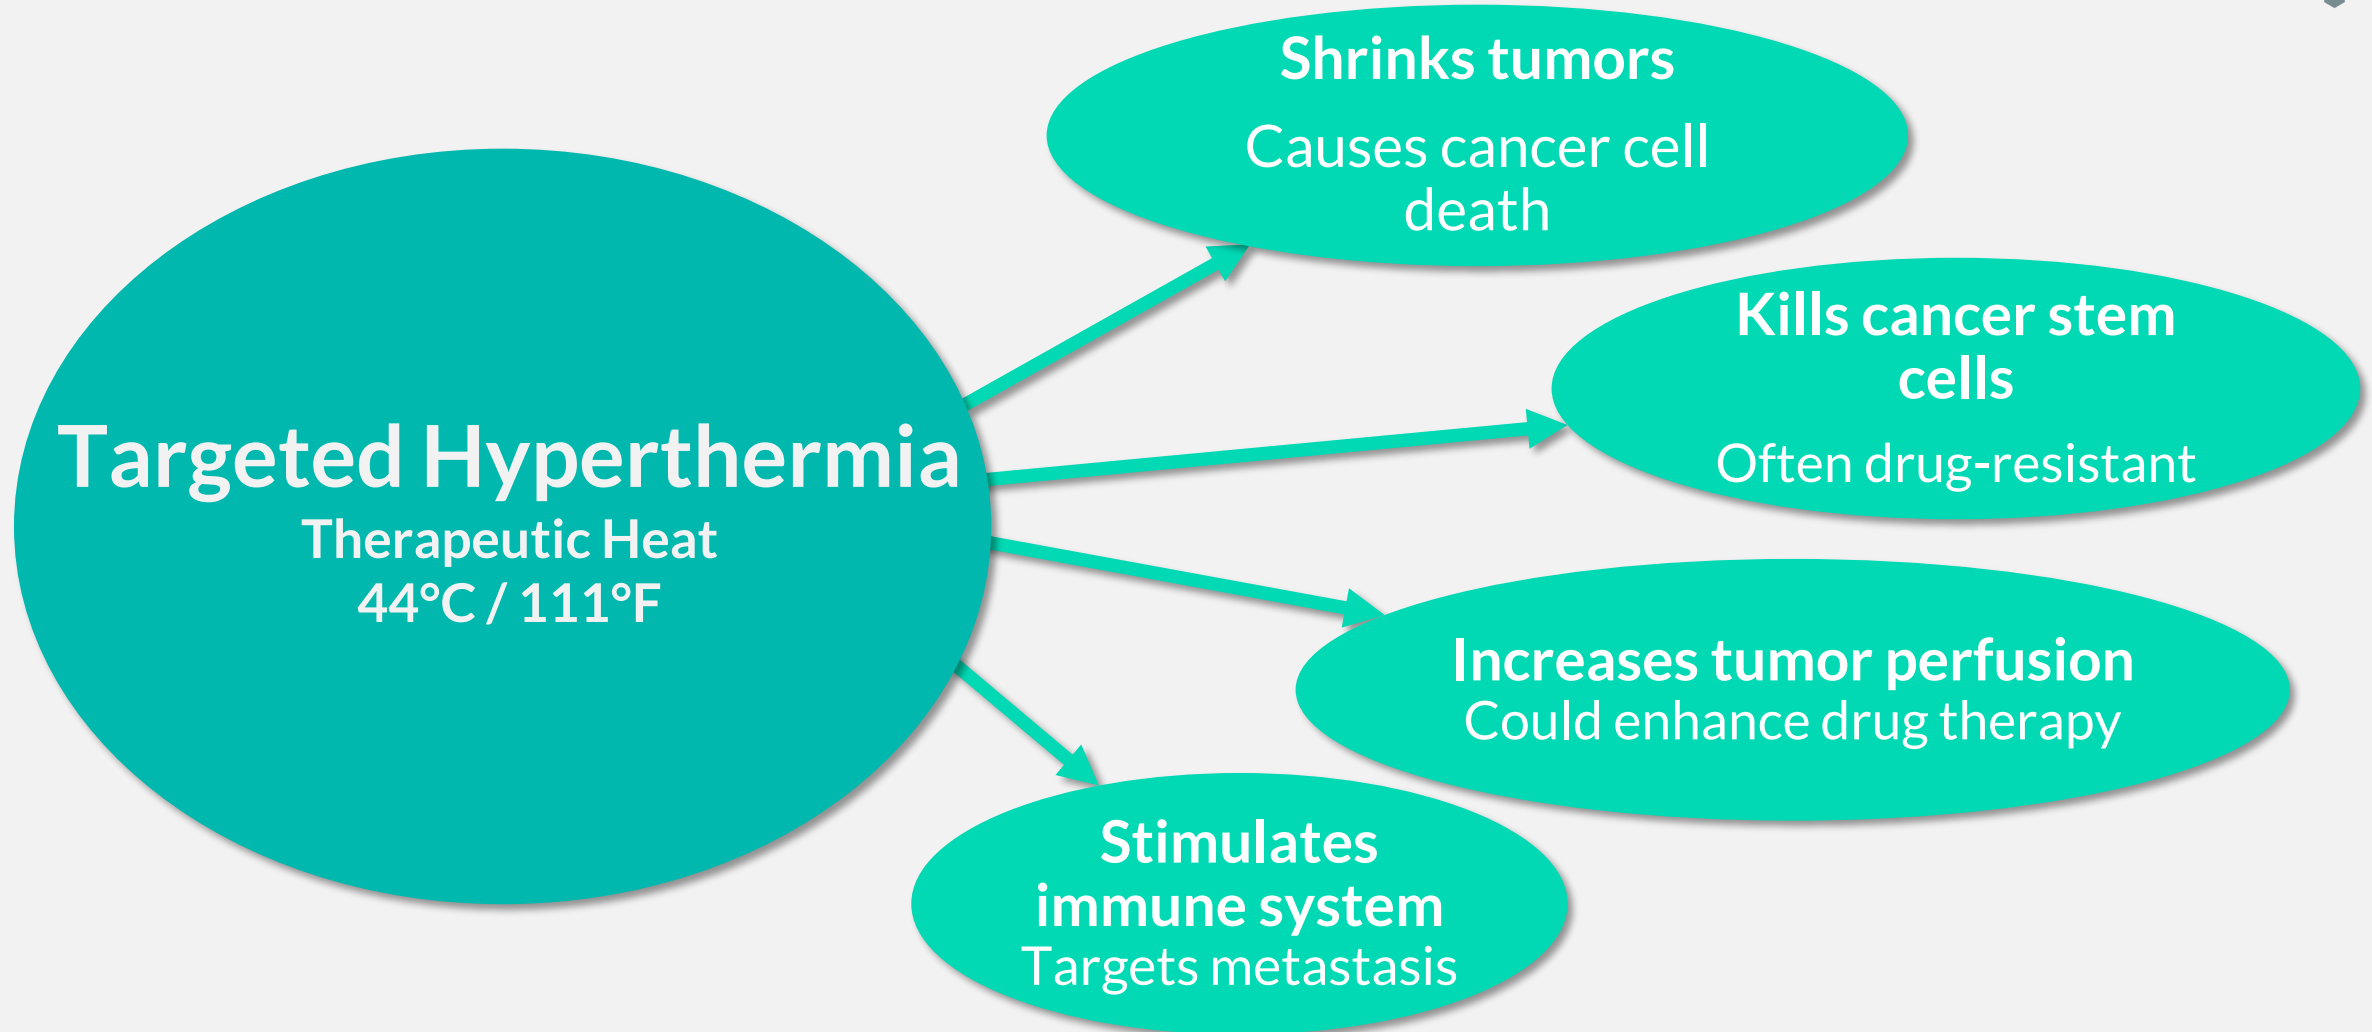 Targeted Hyperthermia
Therapeutic Heat
44°C / 111°F
Shrinks tumors
Causes cancer cell
death
Kills cancer stem
cells
Often drug-resistant
Increases tumor perfusion
Could enhance drug therapy
Stimulates
immune system
Targets metastasis